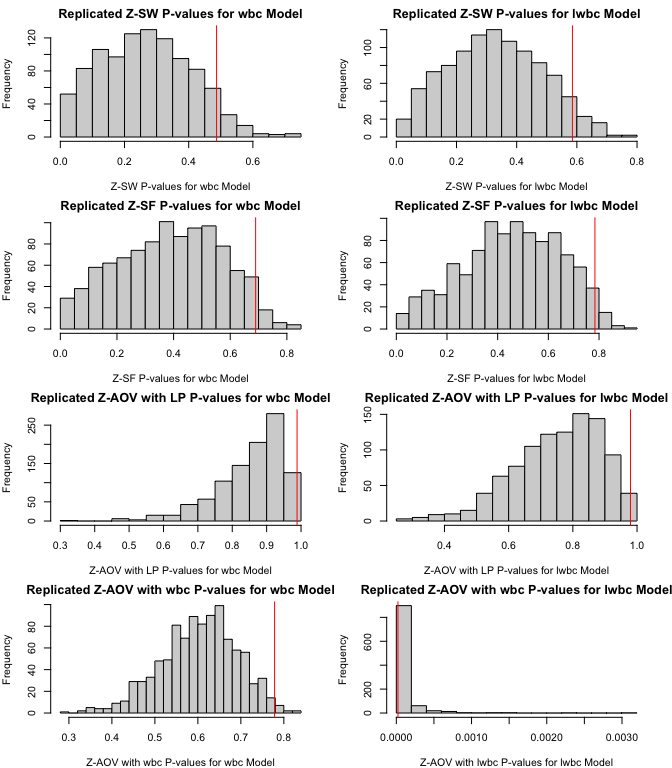 Replicated Z-SW P-values for wbc Model
Frequency
0 40 80 120
0.0 0.2 0.4 0.6
Z-SW P-values for wbc Model
Replicated Z-SW P-values for lwbc Model
Frequency
0 20 60 100
0.0 0.2 0.4 0.6 0.8
Z-SW P-values for lwbc Model
Replicated Z-SF P-values for wbc Model
Frequency
0 20 40 60 80
0.0 0.2 0.4 0.6 0.8
Z-SF P-values for wbc Model
Replicated Z-SF P-values for lwbc Model
Frequency
0 20 40 60 80
0.0 0.2 0.4 0.6 0.8
Z-SF P-values for lwbc Model
Replicated Z-AOV with LP P-values for wbc Model
Frequency
0 50 150 250
0.3 0.4 0.5 0.6 0.7 0.8 0.9 1.0
Z-AOV with LP P-values for wbc Model
Replicated Z-AOV with LP P-values for lwbc Model
Frequency
0 50 100 150
0.4 0.6 0.8 1.0
Z-AOV with LP P-values for lwbc Model
Replicated Z-AOV with wbc P-values for wbc Model
Frequency
0 20 40 60 80
0.3 0.4 0.5 0.6 0.7 0.8
Z-AOV with wbc P-values for wbc Model
Replicated Z-AOV with wbc P-values for lwbc Model
Frequency
0 200 600
0.0000 0.0010 0.0020 0.0030
Z-AOV with lwbc P-values for lwbc Model